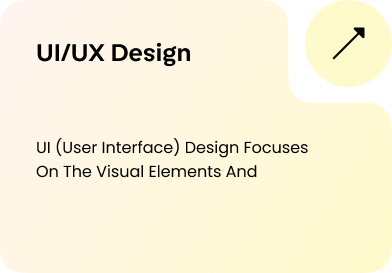 UI/UX Design
UI (User Interface) Design Focuses
On The Visual Elements And